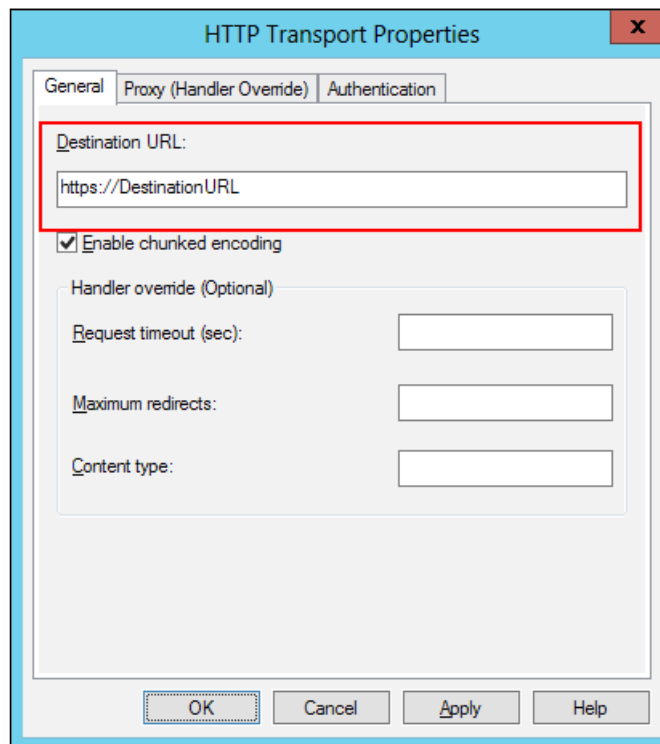 HTTP Transport Properties
x
General Proxy (Handler Override) Authentication
Destination URL:
https://DestinationURL
Enable chunked encoding
Handler override (Optional)
Request timeout (sec):
Maximum redirects:
Content type:
OK Cancel Apply Help